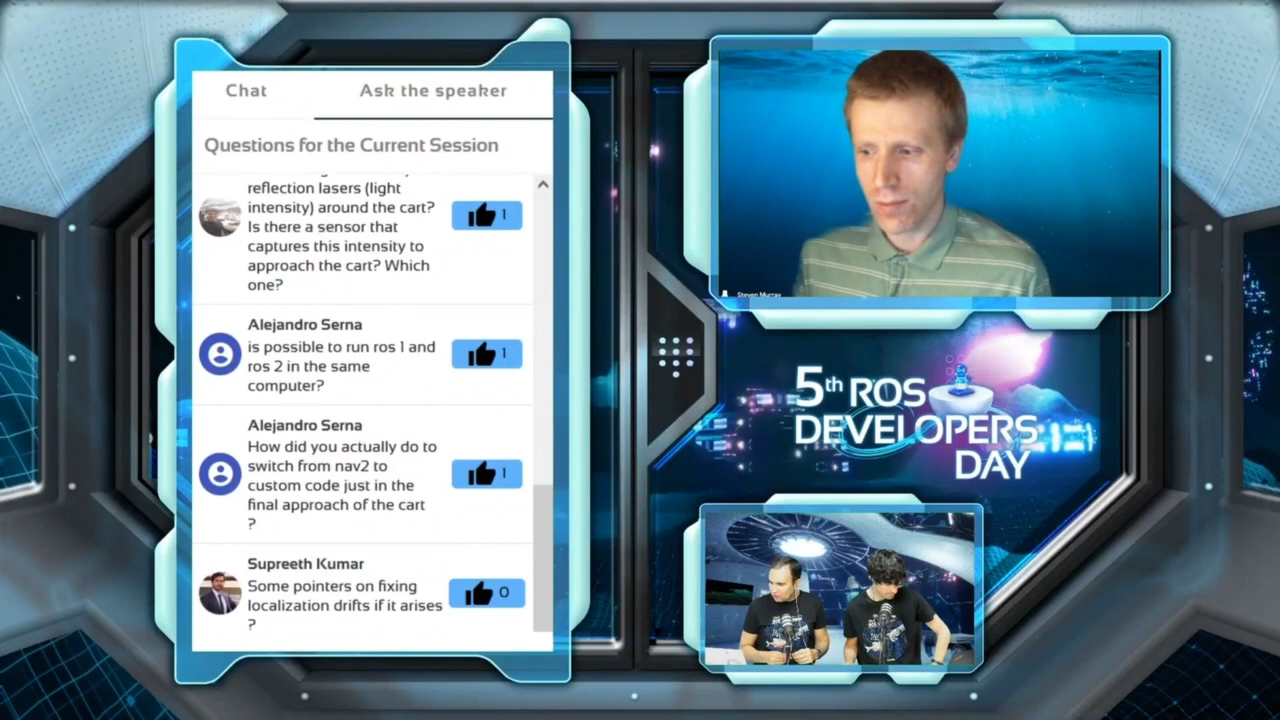 Chat
Ask the speaker
Questions for the Current Session
reflection lasers (light
intensity) around the cart?
Is there a sensor that
captures this intensity to
approach the cart? Which
one?
1
Alejandro Serna
is possible to run ros 1 and
ros 2 in the same
computer?
1
Alejandro Serna
How did you actually do to
switch from nav2 to
custom code just in the
final approach of the cart
?
1
Supreeth Kumar
Some pointers on fixing
localization drifts if it arises
?
0
Steven Murray
5th ROS
DEVELOPERS
DAY